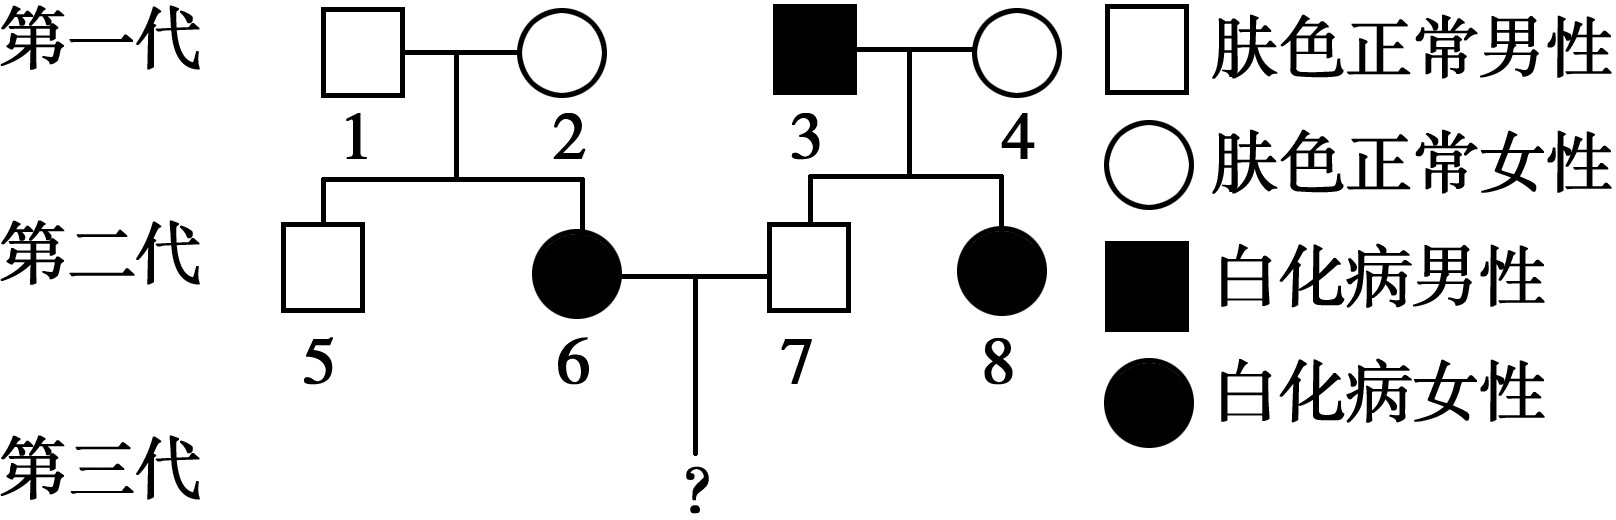 第一代
1 2 3 4
第二代
5 6 7 8
第三代
?
肤色正常男性
肤色正常女性
白化病男性
白化病女性